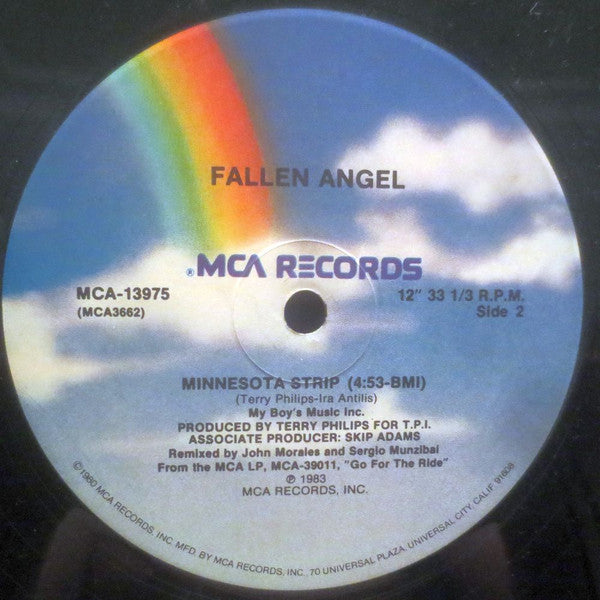 FALLEN ANGEL
® MCA RECORDS
MCA-13975
(MCA3662)
12" 33 1/3 R.P.M.
Side 2
MINNESOTA STRIP (4:53-BMI)
(Terry Philips-Ira Antilis)
My Boy's Music Inc.
PRODUCED BY TERRY PHILIPS FOR T.P.I.
ASSOCIATE PRODUCER: SKIP ADAMS
Remixed by John Morales and Sergio Munzibai
From the MCA LP, MCA-39011, "Go For The Ride"
℗ 1983
MCA RECORDS, INC.
©1980 MCA RECORDS, INC. MFD. BY MCA RECORDS, INC., 70 UNIVERSAL PLAZA, UNIVERSAL CITY, CALIF. 91608